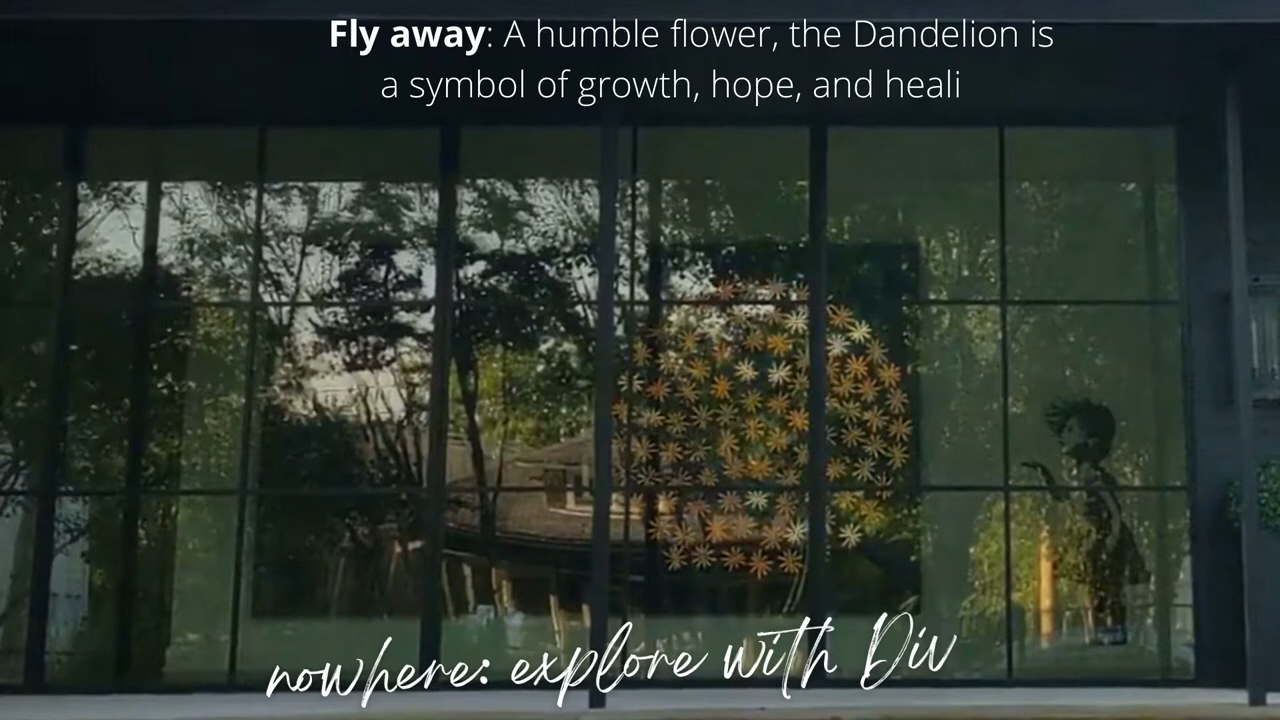 Fly away: A humble flower, the Dandelion is
a symbol of growth, hope, and heali
nowhere: explore with Div